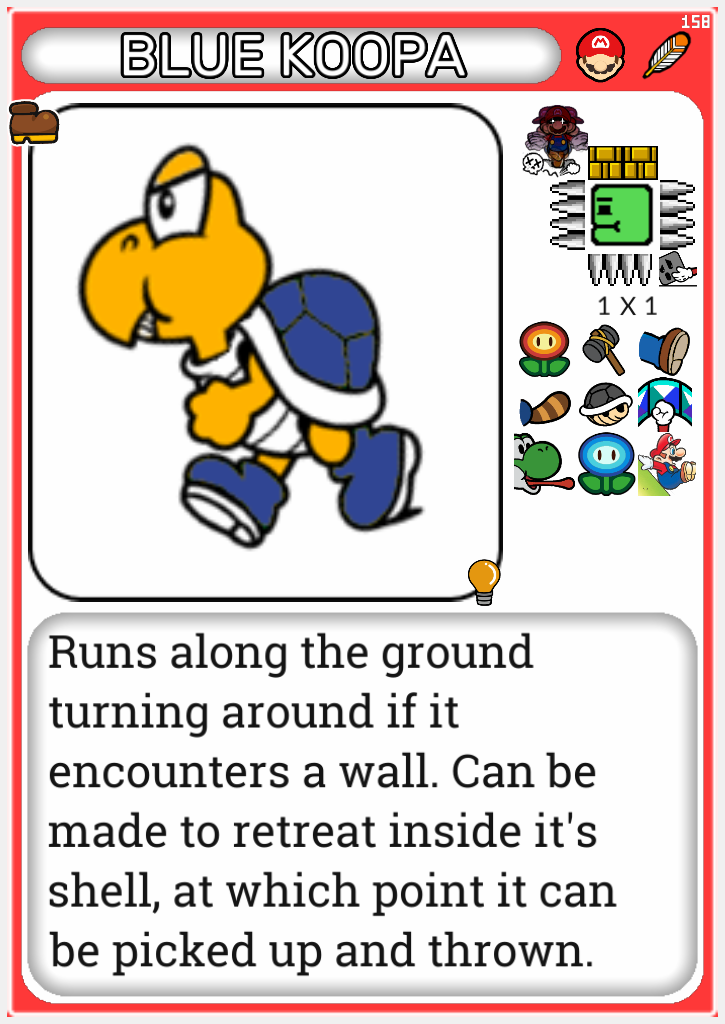 158
BLUE KOOPA
1 X 1
Runs along the ground
turning around if it
encounters a wall. Can be
made to retreat inside it's
shell, at which point it can
be picked up and thrown.